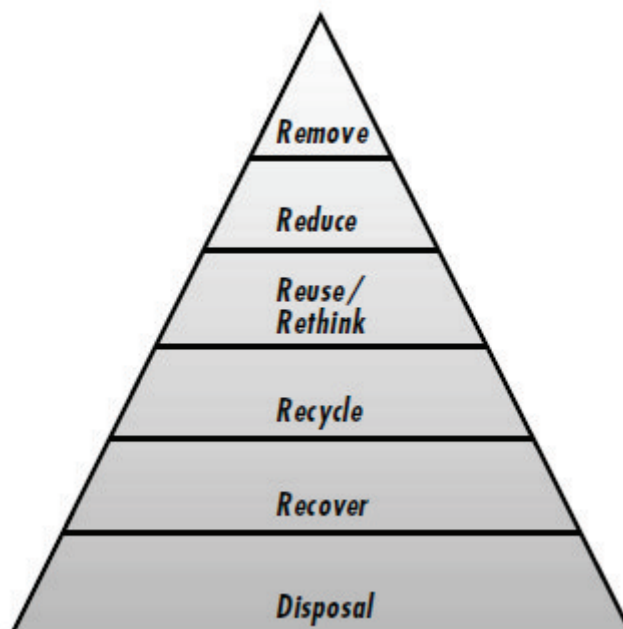 Remove
Reduce
Reuse/
Rethink
Recycle
Recover
Disposal